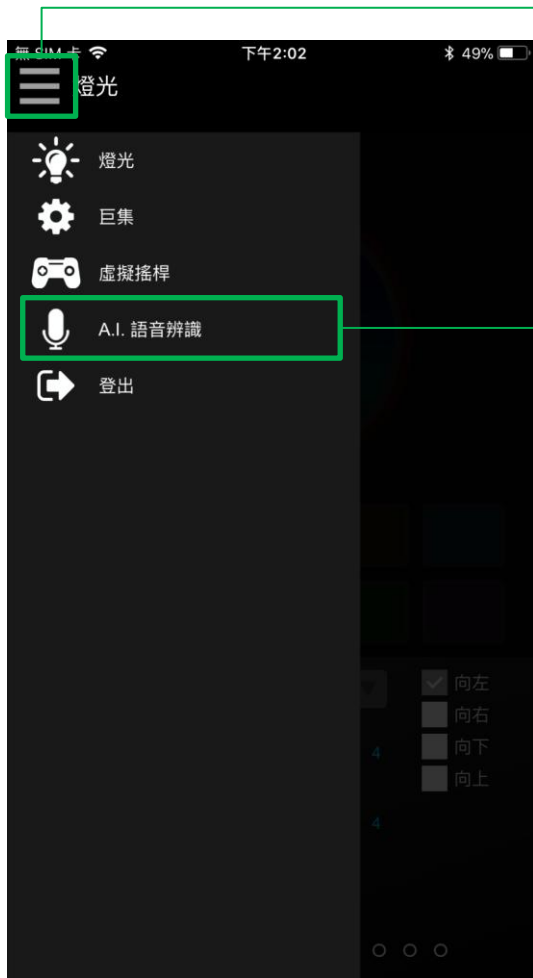 無 SIM 卡 下午2:02 49%
燈光
燈光
巨集
虛擬搖桿
A.I. 語音辨識
登出
向左
向右
4 向下
向上
4